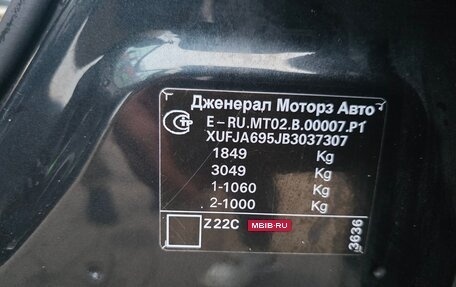 Дженерал Моторз Авто
E-RU.MT02.B.00007.P1
XUFJA695JB3037307
1849 Kg
3049 Kg
1-1060 Kg
2-1000 Kg
Z22C MBIB·RU
3636